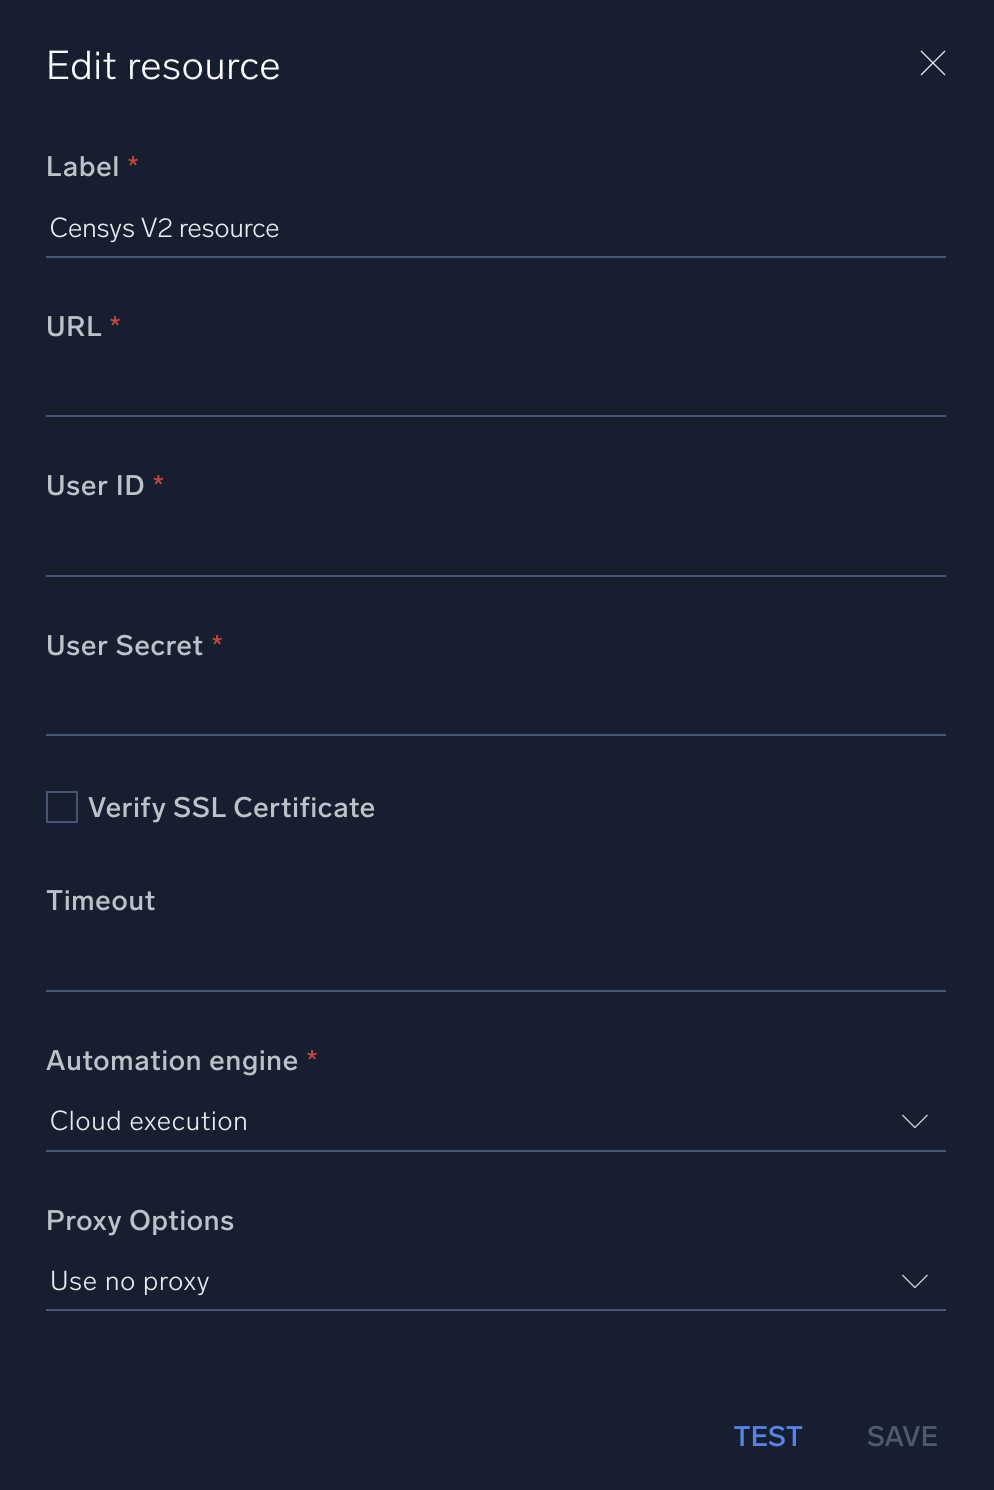 Edit resource
Label *
Censys V2 resource
URL *
User ID *
User Secret *
Verify SSL Certificate
Timeout
Automation engine *
Cloud execution
Proxy Options
Use no proxy
TEST SAVE